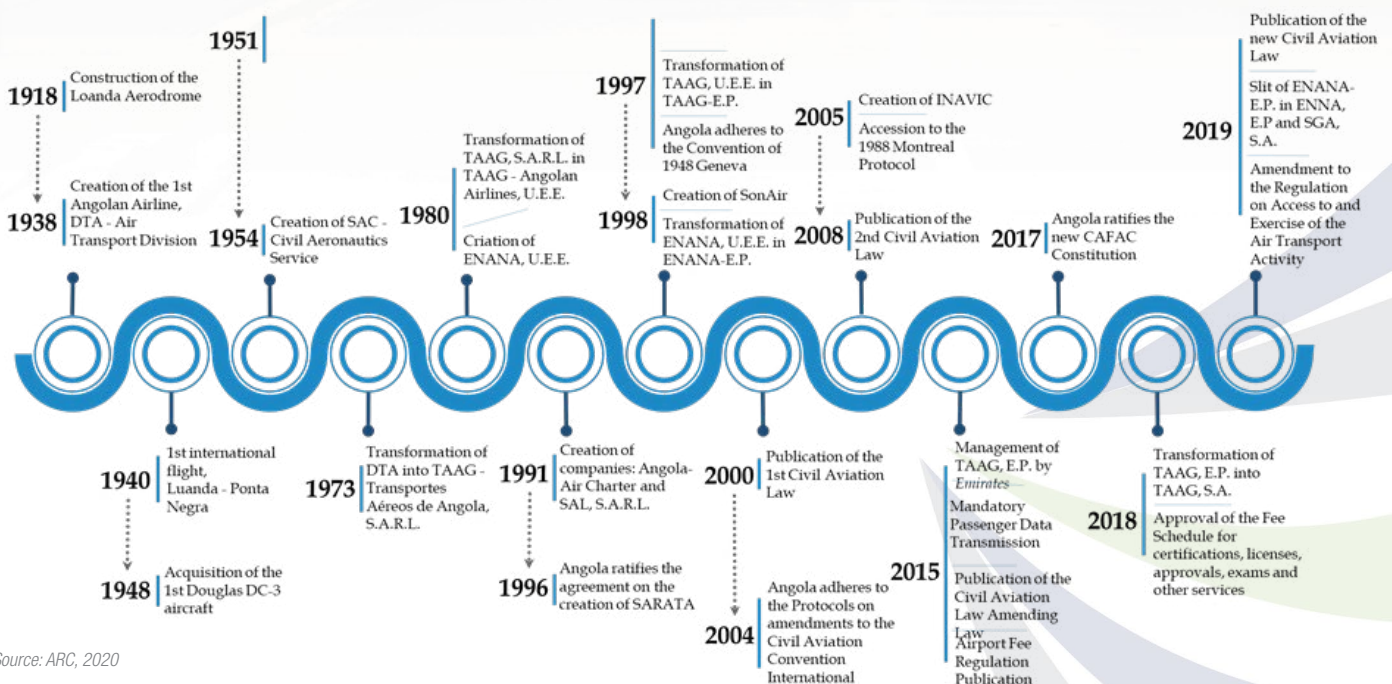 1918
Construction of the
Loanda Aerodrome
1938
Creation of the 1st
Angolan Airline,
DTA - Air
Transport Division
1951
1954
Creation of SAC -
Civil Aeronautics
Service
1980
Transformation of
TAAG, S.A.R.L. in
TAAG - Angolan
Airlines, U.E.E.
Criation of
ENANA, U.E.E.
1997
Transformation of
TAAG, U.E.E. in
TAAG-E.P.
Angola adheres to
the Convention of
1948 Geneva
1998
Creation of SonAir
Transformation of
ENANA, U.E.E. in
ENANA-E.P.
2005
Creation of INAVIC
Accession to the
1988 Montreal
Protocol
2008
Publication of the
2nd Civil Aviation
Law
2017
Angola ratifies the
new CAFAC
Constitution
2019
Publication of the
new Civil Aviation
Law
Slit of ENANA-
E.P. in ENNA,
E.P and SGA,
S.A.
Amendment to
the Regulation
on Access to and
Exercise of the
Air Transport
Activity
1940
1st international
flight,
Luanda - Ponta
Negra
1948
Acquisition of the
1st Douglas DC-3
aircraft
1973
Transformation of
DTA into TAAG -
Transportes
Aéreos de Angola,
S.A.R.L.
1991
Creation of
companies: Angola-
Air Charter and
SAL, S.A.R.L.
1996
Angola ratifies the
agreement on the
creation of SARATA
2000
Publication of the
1st Civil Aviation
Law
2004
Angola adheres to
the Protocols on
amendments to the
Civil Aviation
Convention
International
2015
Management of
TAAG, E.P. by
Emirates
Mandatory
Passenger Data
Transmission
Publication of the
Civil Aviation
Law Amending
Law
Airport Fee
Regulation
Publication
2018
Transformation of
TAAG, E.P. into
TAAG, S.A.
Approval of the Fee
Schedule for
certifications, licenses,
approvals, exams and
other services
Source: ARC, 2020